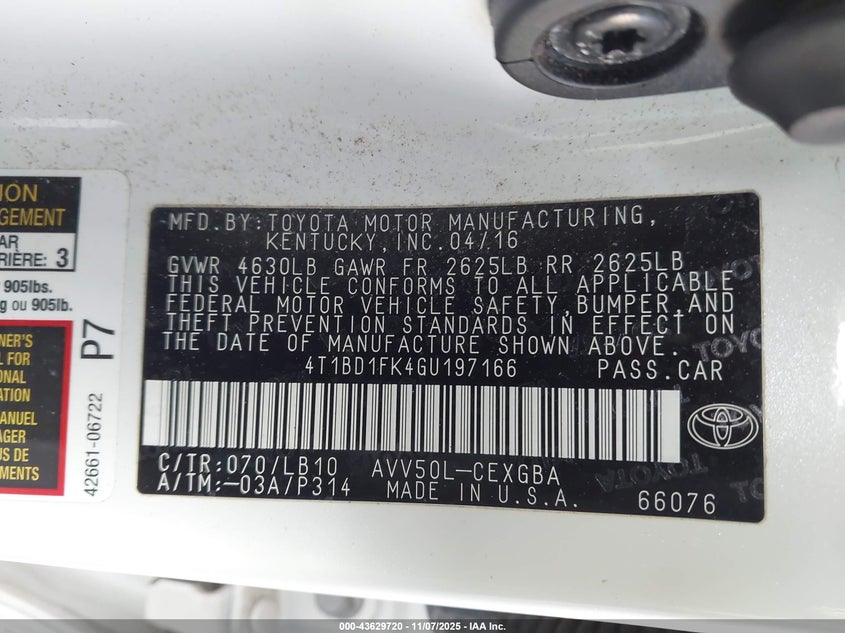 ION
GEMENT
AR
RIÈRE: 3
905lbs.
g ou 905lb.
NER'S
L FOR
ONAL
ATION
ANUEL
AGER
US DE
ATIONS
P7
42661-06722
MFD.BY:TOYOTA MOTOR MANUFACTURING,
KENTUCKY,INC.04/16
GVWR 4630LB GAWR FR 2625LB RR 2625LB
THIS VEHICLE CONFORMS TO ALL APPLICABLE
FEDERAL MOTOR VEHICLE SAFETY,BUMPER,AND
THEFT PREVENTION STANDARDS IN EFFECT ON
THE DATE OF MANUFACTURE SHOWN ABOVE.
4T1BD1FK4GU197166 PASS.CAR
C/TR:070/LB10 AVV50L-CEXGBA
A/TM:-03A/P314 MADE IN U.S.A. 66076
TOYOTA
000-43629720 — 11/07/2025 — IAA Inc.